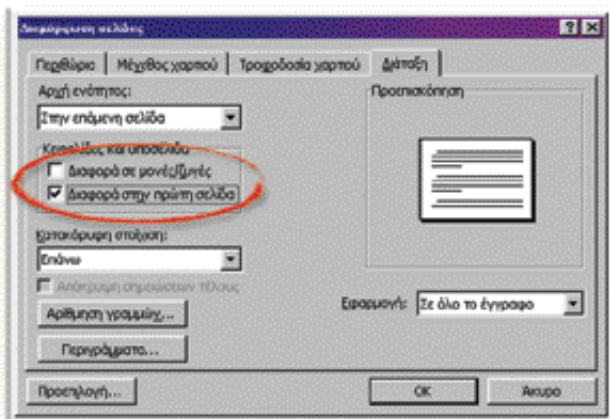 Διαμόρφωση σελίδας
Περιθώρια Μέγεθος χαρτιού Τροφοδοσία χαρτιού Διάταξη
Αρχή ενότητας:
Στην επόμενη σελίδα
Κεφαλίδες και υποσέλιδα
Διαφορά σε μονές/ζυγές
Διαφορά στην πρώτη σελίδα
Κατακόρυφη στοίχιση:
Επάνω
Απόκρυψη σημειώσεων τέλους
Αρίθμηση γραμμών...
Περιγράμματα...
Προεπισκόπηση
Εφαρμογή: Σε όλο το έγγραφο
Προεπιλογή... OK Άκυρο